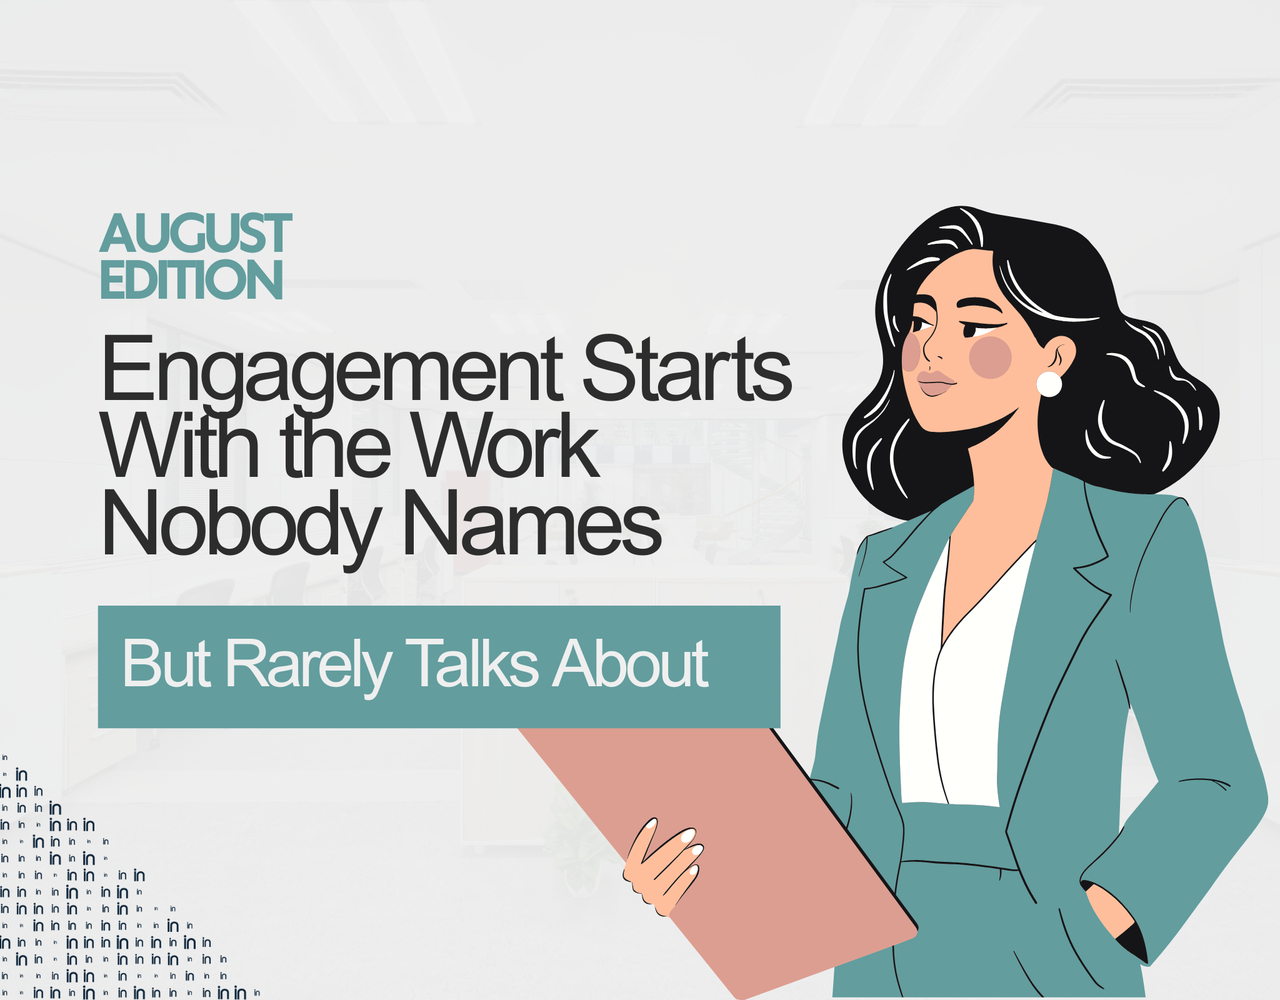 AUGUST
EDITION
Engagement Starts
With the Work
Nobody Names
But Rarely Talks About